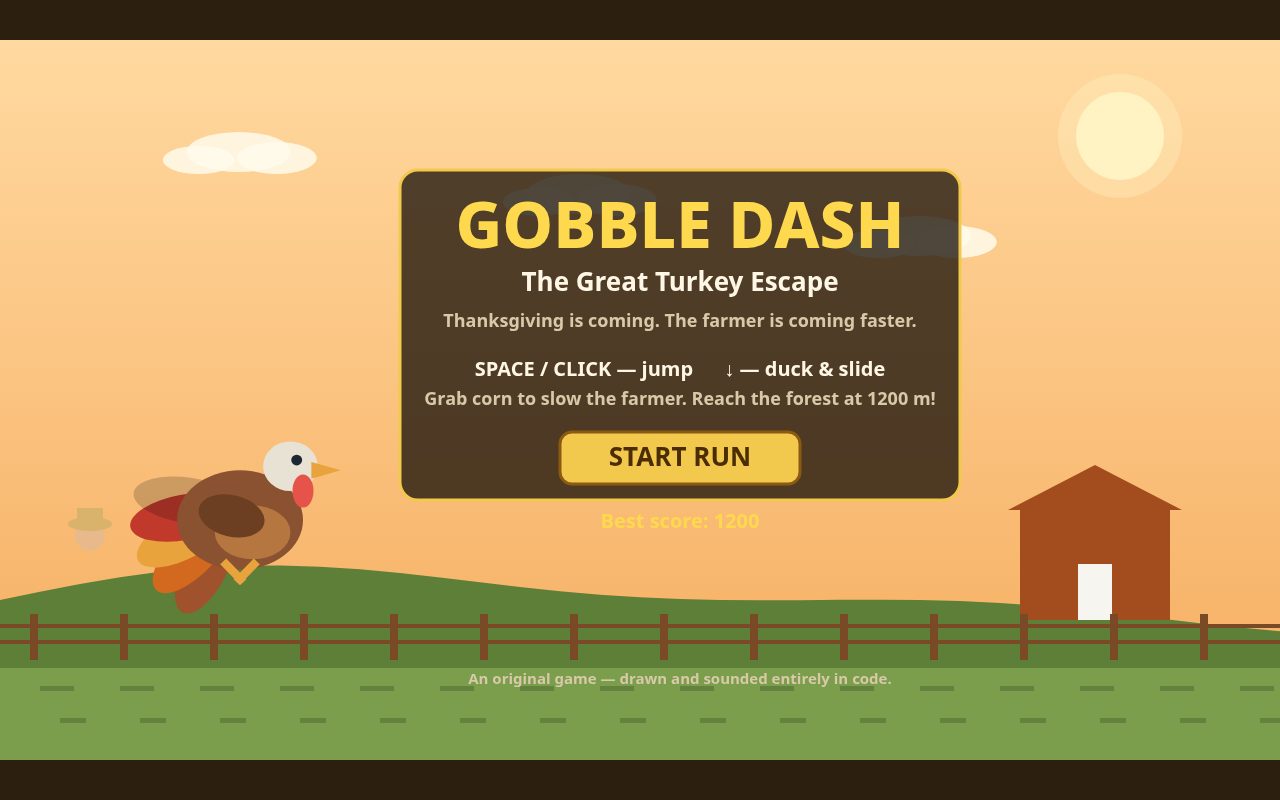 GOBBLE DASH
The Great Turkey Escape
Thanksgiving is coming. The farmer is coming faster.
SPACE / CLICK — jump ↓ — duck & slide
Grab corn to slow the farmer. Reach the forest at 1200 m!
START RUN
Best score: 1200
An original game — drawn and sounded entirely in code.